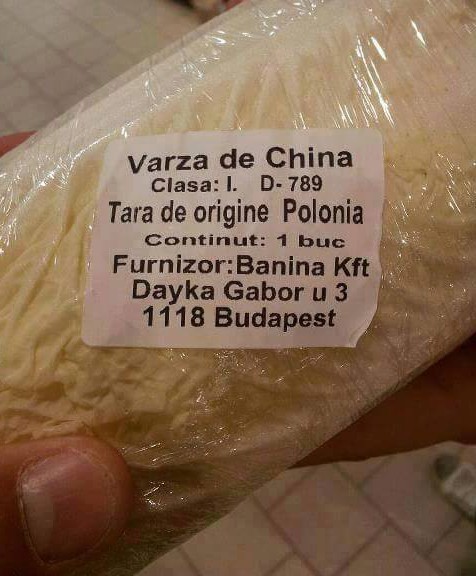 Varza de China
Clasa: I. D- 789
Tara de origine Polonia
Continut: 1 buc
Furnizor:Banina Kft
Dayka Gabor u 3
1118 Budapest